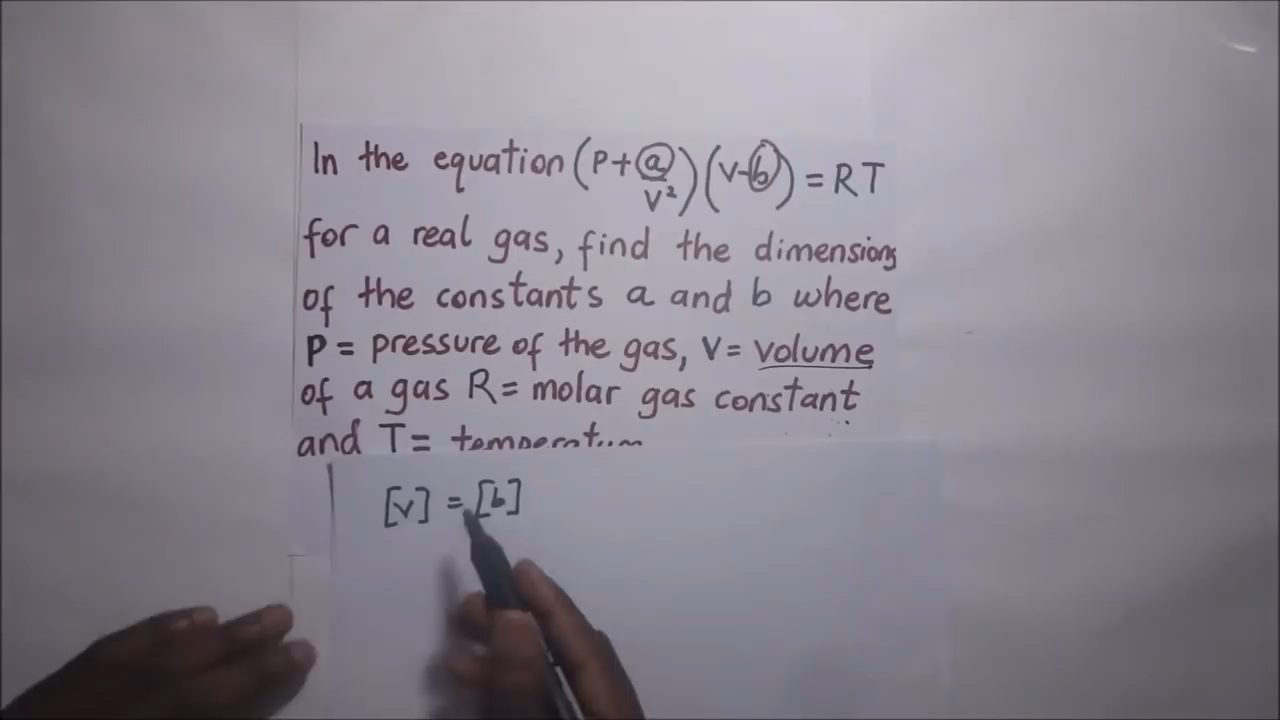 In the equation (P+a/V²)(V-b) = RT
for a real gas, find the dimensions
of the constants a and b where
P = pressure of the gas, V = volume
of a gas R = molar gas constant
and T =
[V] = [b]